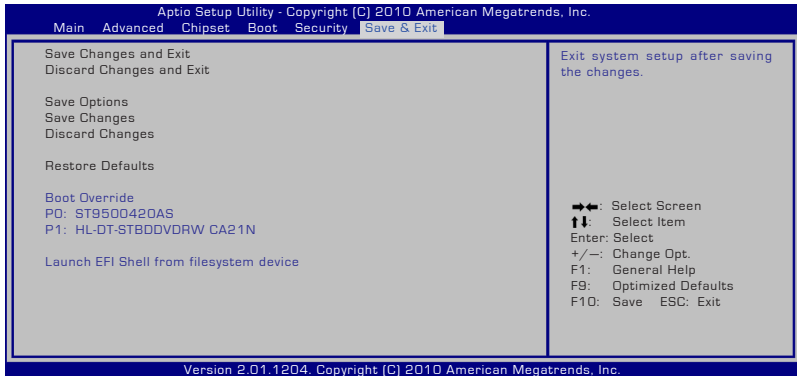 Aptio Setup Utility - Copyright (C) 2010 American Megatrends, Inc.
Main Advanced Chipset Boot Security Save & Exit
Save Changes and Exit
Discard Changes and Exit
Save Options
Save Changes
Discard Changes
Restore Defaults
Boot Override
P0: ST9500420AS
P1: HL-DT-STBDDVDRW CA21N
Launch EFI Shell from filesystem device
Exit system setup after saving
the changes.
→←: Select Screen
↑↓: Select Item
Enter: Select
+/—: Change Opt.
F1: General Help
F9: Optimized Defaults
F10: Save ESC: Exit
Version 2.01.1204. Copyright (C) 2010 American Megatrends, Inc.